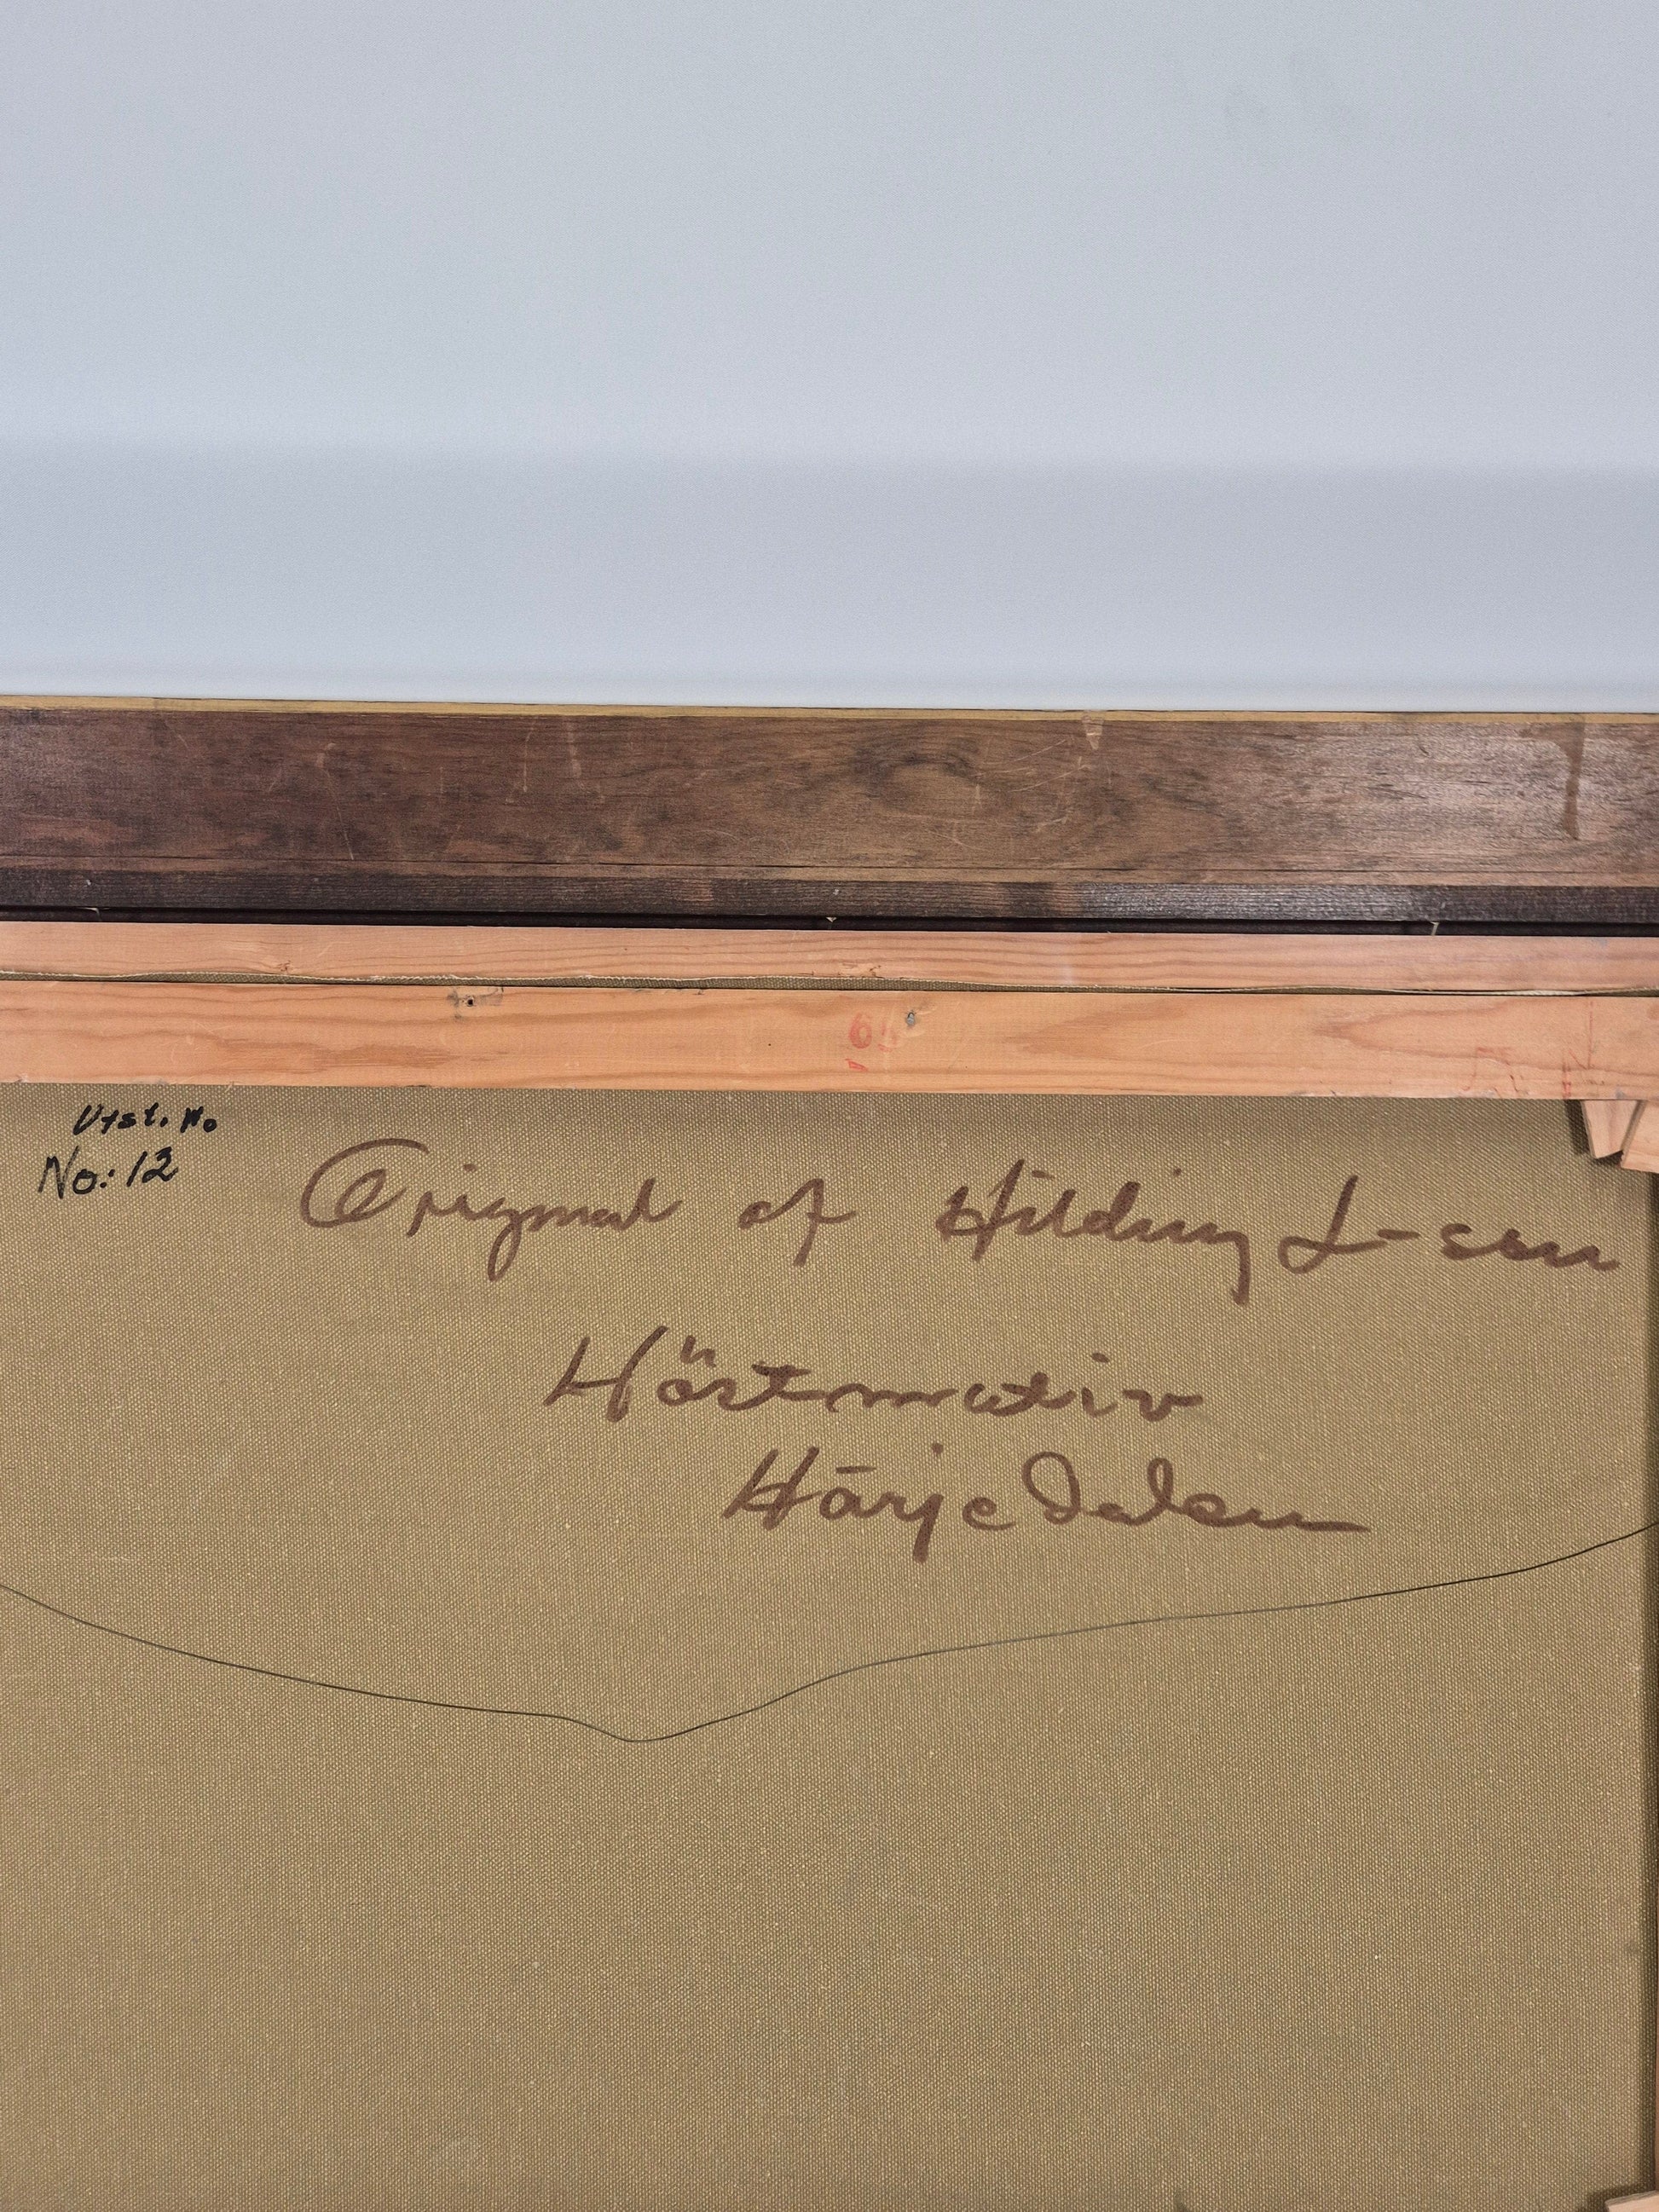 Utst. No
No: 12
Original af Hilding L-son
Höstmotiv
Härjedalen